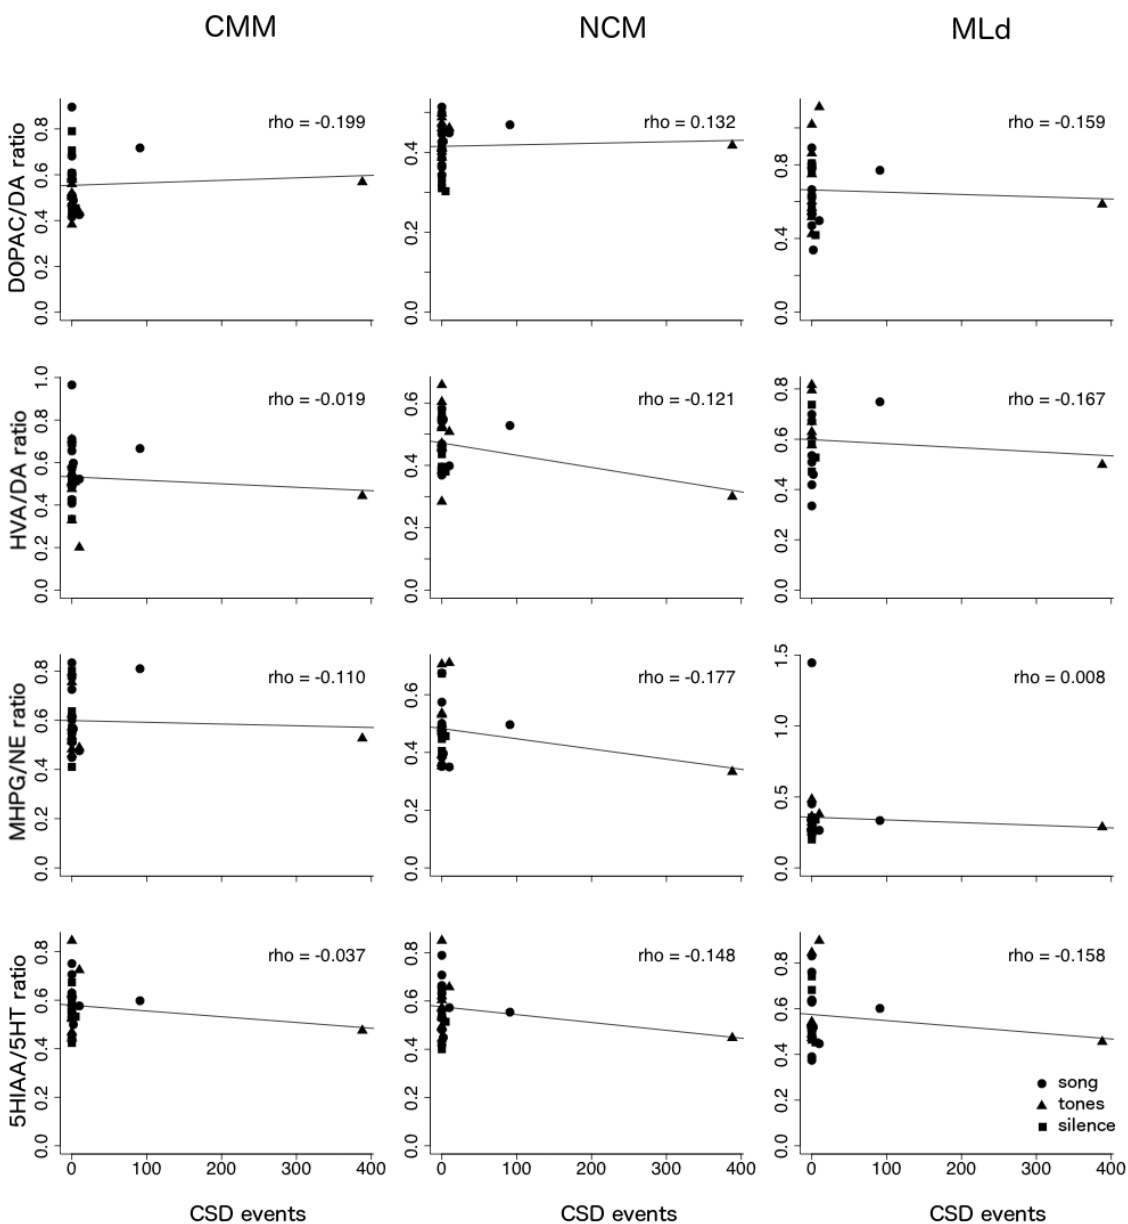 CMM NCM MLd
DOPAC/DA ratio
0.0 0.2 0.4 0.6 0.8
rho = -0.199
0.0 0.2 0.4
rho = 0.132
0.0 0.4 0.8
rho = -0.159
HVA/DA ratio
0.0 0.2 0.4 0.6 0.8 1.0
rho = -0.019
0.0 0.2 0.4 0.6
rho = -0.121
0.0 0.2 0.4 0.6 0.8
rho = -0.167
MHPG/NE ratio
0.0 0.2 0.4 0.6 0.8
rho = -0.110
0.0 0.2 0.4 0.6
rho = -0.177
0.0 0.5 1.0 1.5
rho = 0.008
5HIAA/5HT ratio
0.0 0.2 0.4 0.6 0.8
rho = -0.037
0.0 0.2 0.4 0.6 0.8
rho = -0.148
0.0 0.2 0.4 0.6 0.8
rho = -0.158
song
tones
silence
0 100 200 300 400 0 100 200 300 400 0 100 200 300 400
CSD events CSD events CSD events